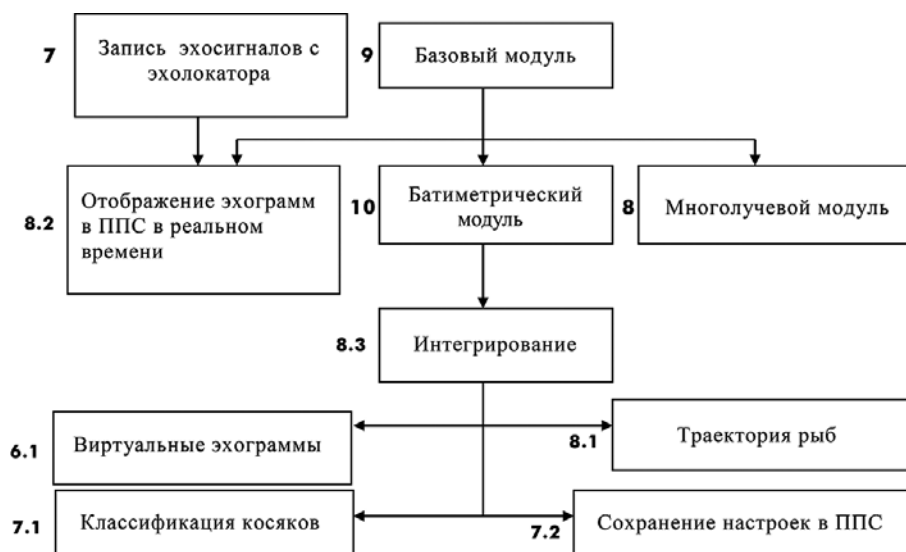 7
Запись эхосигналов с
эхолокатора
9
Базовый модуль
8.2
Отображение эхограмм
в ППС в реальном
времени
10
Батиметрический
модуль
8
Многолучевой модуль
8.3
Интегрирование
6.1
Виртуальные эхограммы
8.1
Траектория рыб
7.1
Классификация косяков
7.2
Сохранение настроек в ППС